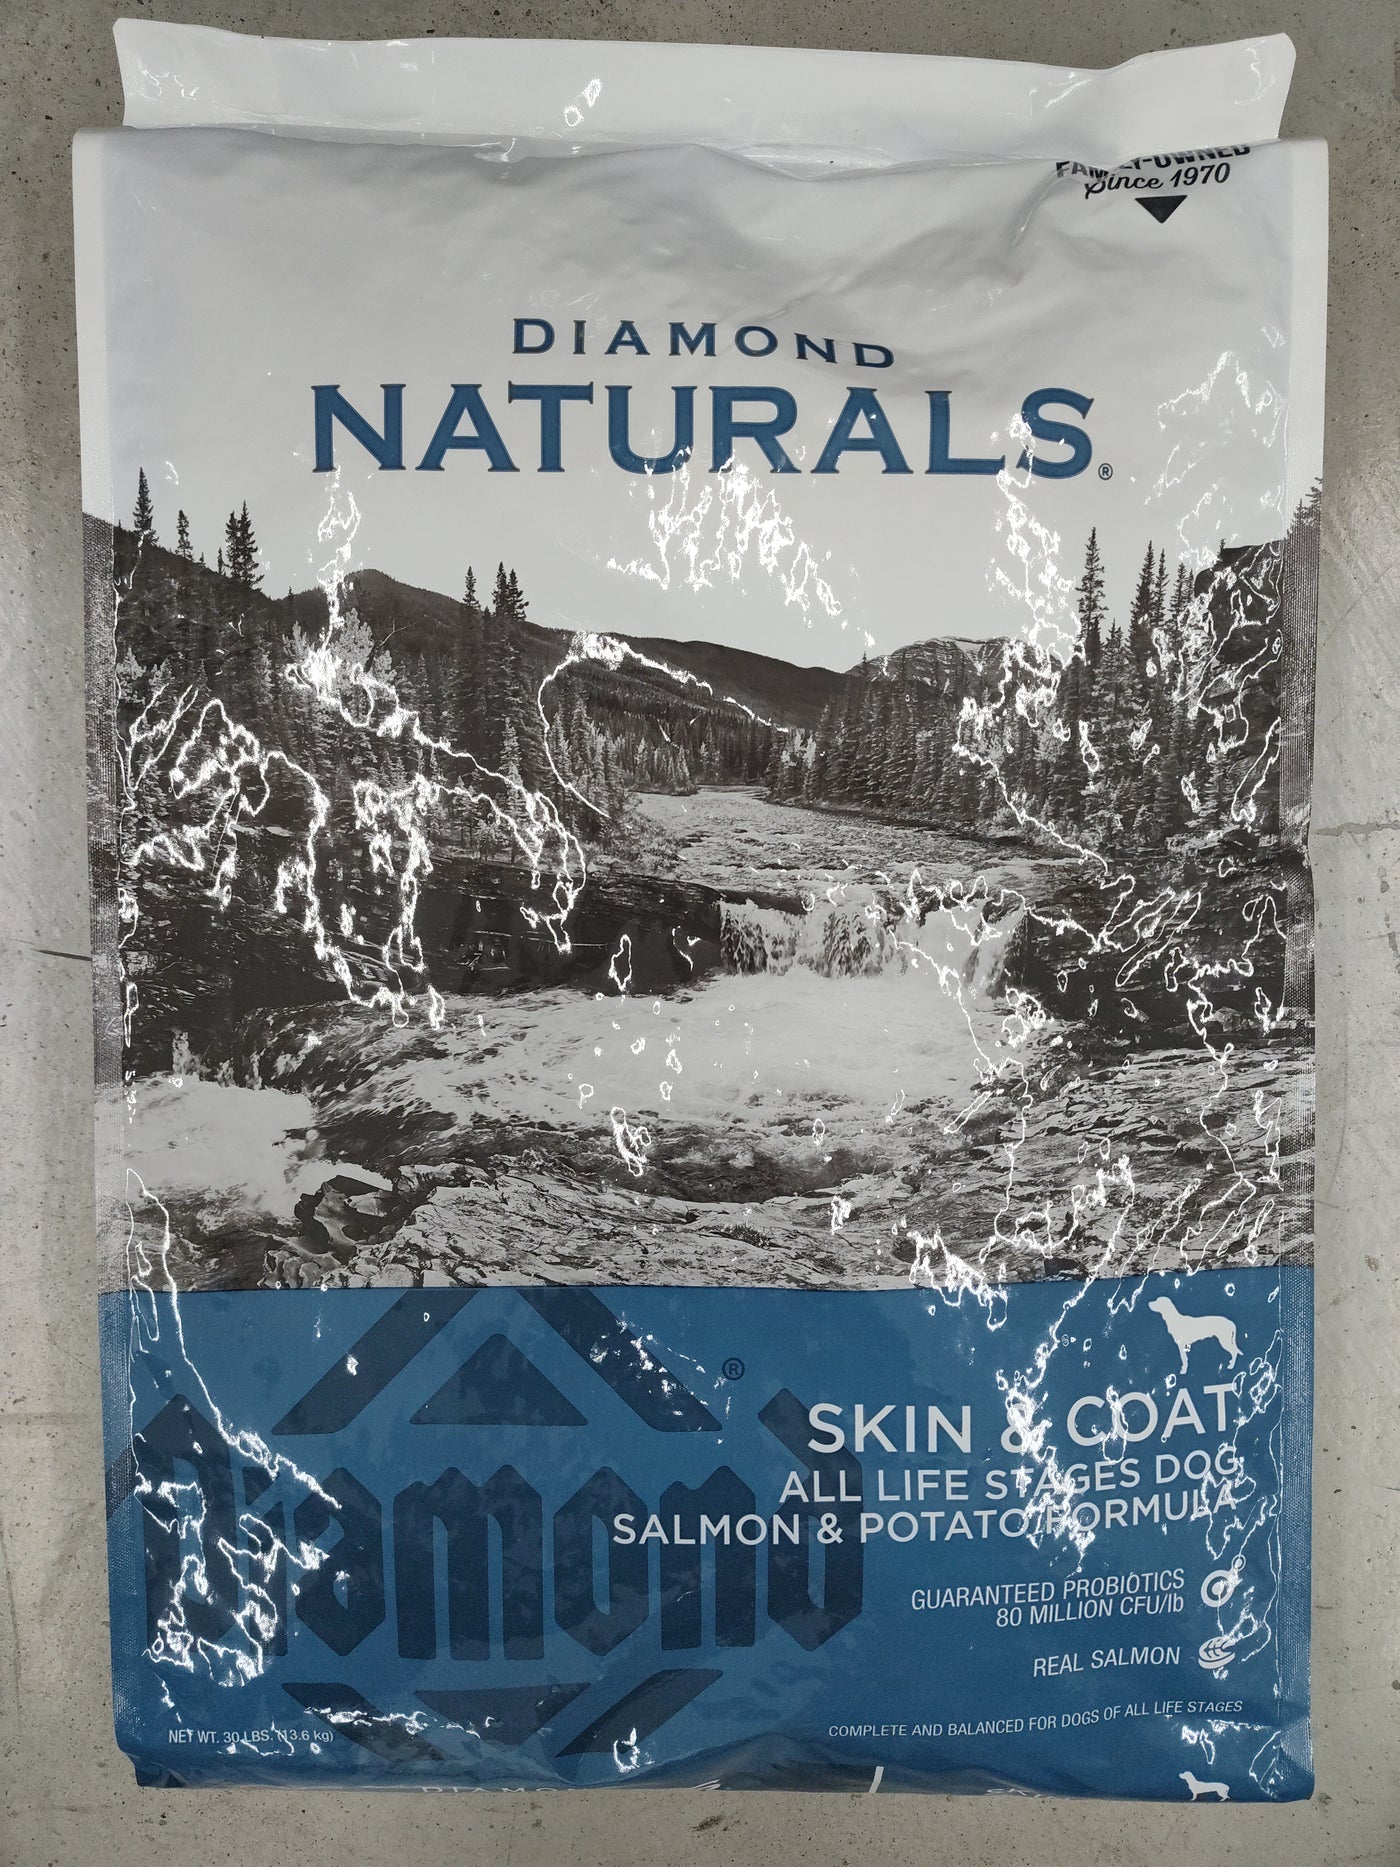 FAMILY-OWNED
Since 1970
DIAMOND
NATURALS®
®
Diamond
SKIN & COAT
ALL LIFE STAGES DOG
SALMON & POTATO FORMULA
GUARANTEED PROBIOTICS
80 MILLION CFU/lb
REAL SALMON
COMPLETE AND BALANCED FOR DOGS OF ALL LIFE STAGES
NET WT. 30 LBS. (13.6 kg)